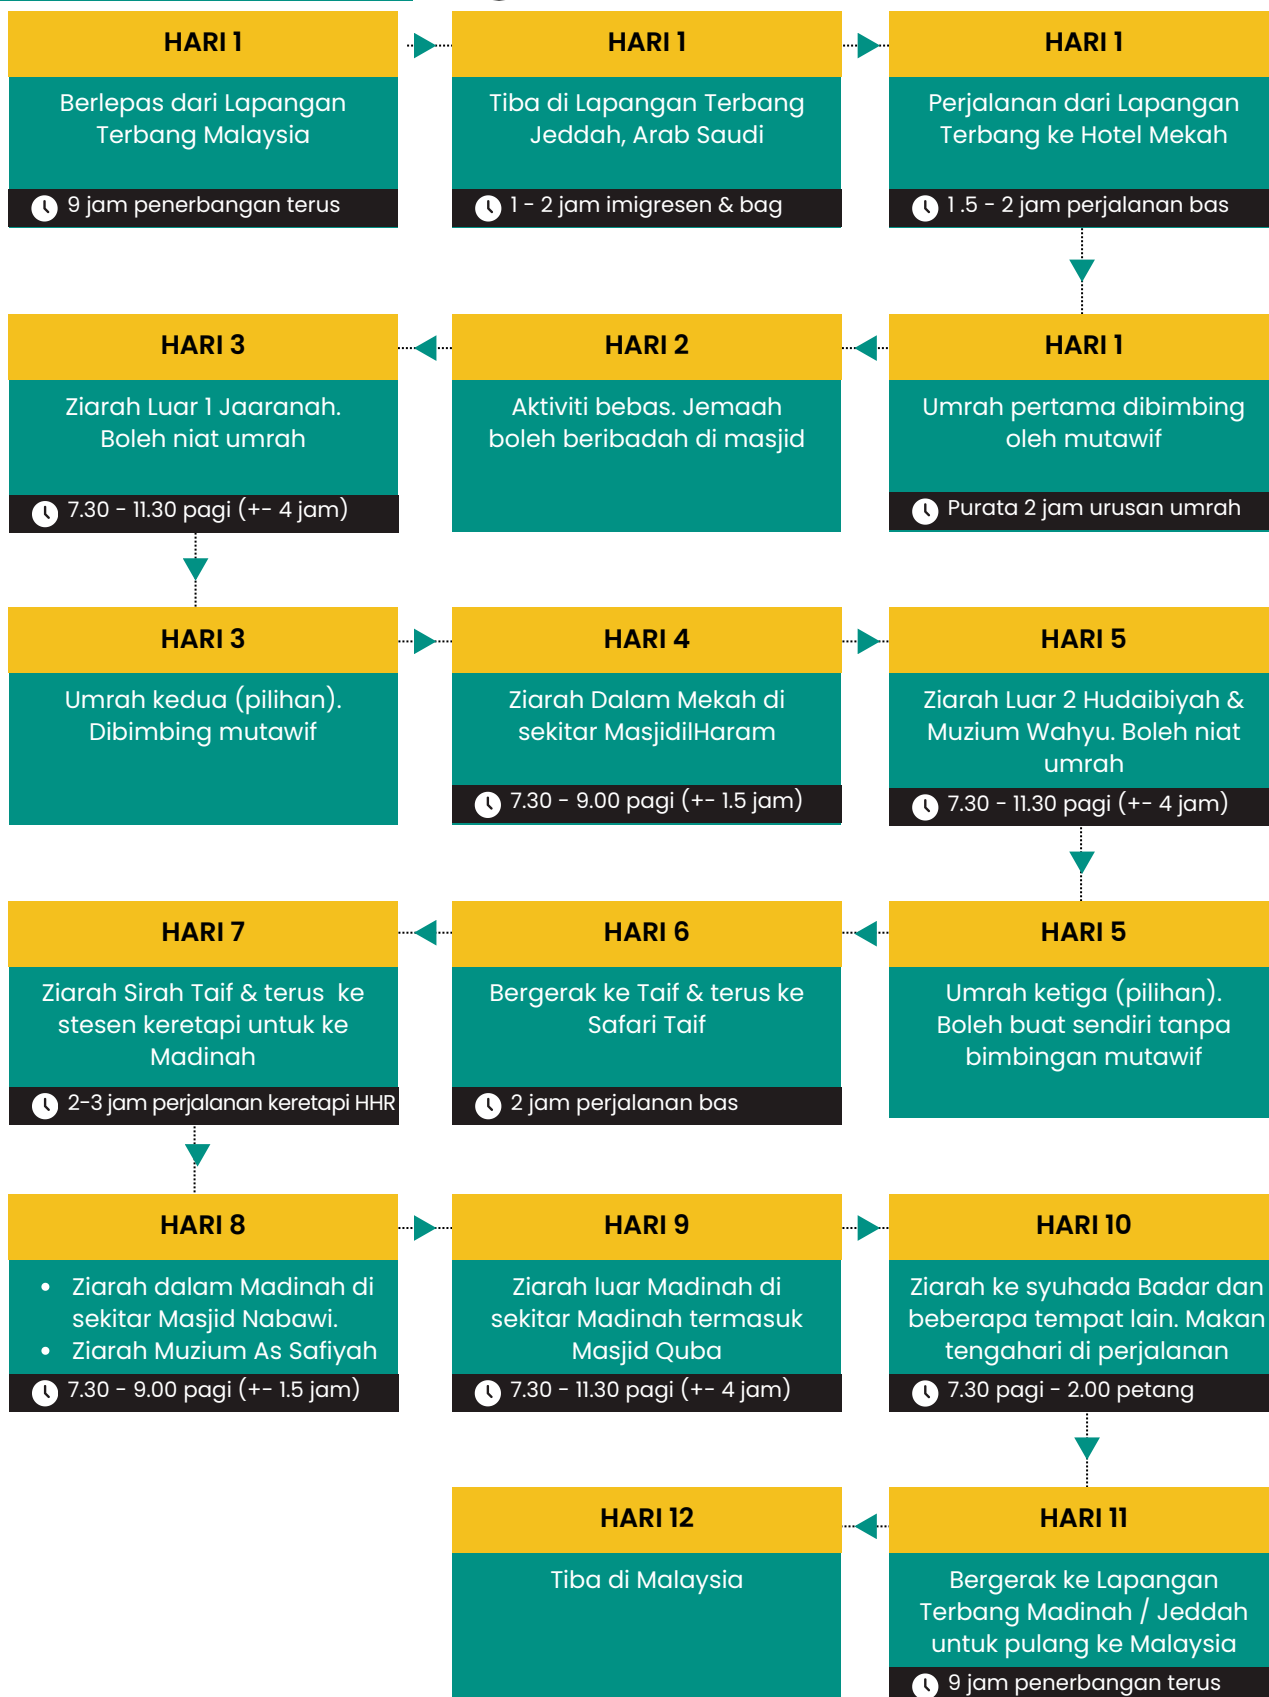 HARI 1
Berlepas dari Lapangan
Terbang Malaysia
9 jam penerbangan terus
HARI 1
Tiba di Lapangan Terbang
Jeddah, Arab Saudi
1 - 2 jam imigresen & bag
HARI 1
Perjalanan dari Lapangan
Terbang ke Hotel Mekah
1 .5 - 2 jam perjalanan bas
HARI 1
Umrah pertama dibimbing
oleh mutawif
Purata 2 jam urusan umrah
HARI 2
Aktiviti bebas. Jemaah
boleh beribadah di masjid
HARI 3
Ziarah Luar 1 Jaaranah.
Boleh niat umrah
7.30 - 11.30 pagi (+- 4 jam)
HARI 3
Umrah kedua (pilihan).
Dibimbing mutawif
HARI 4
Ziarah Dalam Mekah di
sekitar MasjidilHaram
7.30 - 9.00 pagi (+- 1.5 jam)
HARI 5
Ziarah Luar 2 Hudaibiyah &
Muzium Wahyu. Boleh niat
umrah
7.30 - 11.30 pagi (+- 4 jam)
HARI 5
Umrah ketiga (pilihan).
Boleh buat sendiri tanpa
bimbingan mutawif
HARI 6
Bergerak ke Taif & terus ke
Safari Taif
2 jam perjalanan bas
HARI 7
Ziarah Sirah Taif & terus ke
stesen keretapi untuk ke
Madinah
2-3 jam perjalanan keretapi HHR
HARI 8
• Ziarah dalam Madinah di
sekitar Masjid Nabawi.
• Ziarah Muzium As Safiyah
7.30 - 9.00 pagi (+- 1.5 jam)
HARI 9
Ziarah luar Madinah di
sekitar Madinah termasuk
Masjid Quba
7.30 - 11.30 pagi (+- 4 jam)
HARI 10
Ziarah ke syuhada Badar dan
beberapa tempat lain. Makan
tengahari di perjalanan
7.30 pagi - 2.00 petang
HARI 11
Bergerak ke Lapangan
Terbang Madinah / Jeddah
untuk pulang ke Malaysia
9 jam penerbangan terus
HARI 12
Tiba di Malaysia